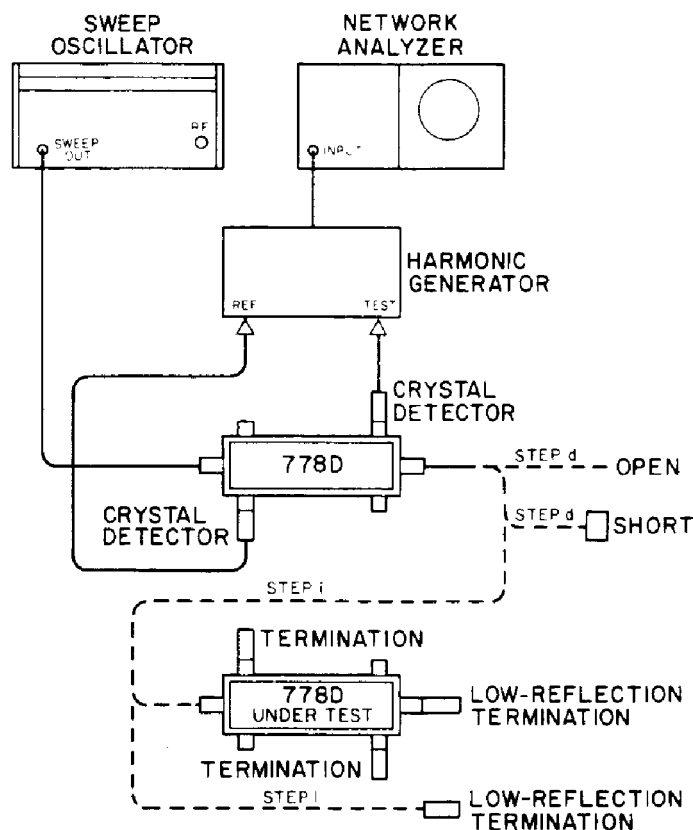 SWEEP
OSCILLATOR
NETWORK
ANALYZER
SWEEP
OUT
RF
INPUT
HARMONIC
GENERATOR
REF
TEST
CRYSTAL
DETECTOR
778D
STEP d
OPEN
CRYSTAL
DETECTOR
STEP d
SHORT
STEP i
TERMINATION
778D
UNDER TEST
LOW-REFLECTION
TERMINATION
TERMINATION
STEP l
LOW-REFLECTION
TERMINATION